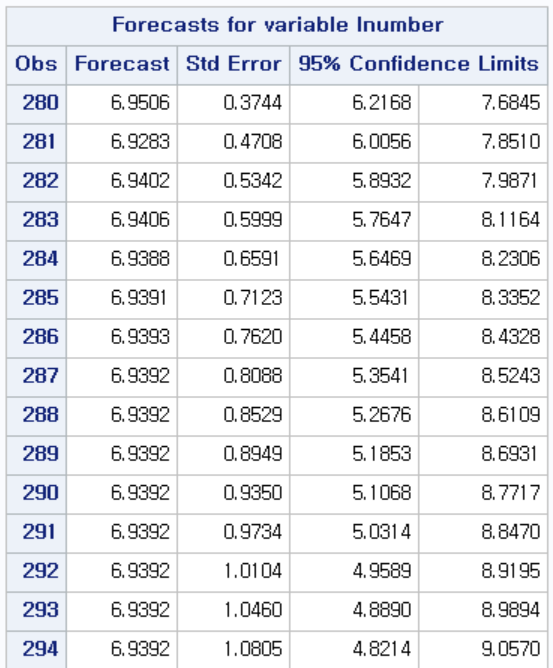 Forecasts for variable lnumber
Obs Forecast Std Error 95% Confidence Limits
280 6.9506 0.3744 6.2168 7.6845
281 6.9283 0.4708 6.0056 7.8510
282 6.9402 0.5342 5.8932 7.9871
283 6.9406 0.5999 5.7647 8.1164
284 6.9388 0.6591 5.6469 8.2306
285 6.9391 0.7123 5.5431 8.3352
286 6.9393 0.7620 5.4458 8.4328
287 6.9392 0.8088 5.3541 8.5243
288 6.9392 0.8529 5.2676 8.6109
289 6.9392 0.8949 5.1853 8.6931
290 6.9392 0.9350 5.1068 8.7717
291 6.9392 0.9734 5.0314 8.8470
292 6.9392 1.0104 4.9589 8.9195
293 6.9392 1.0460 4.8890 8.9894
294 6.9392 1.0805 4.8214 9.0570